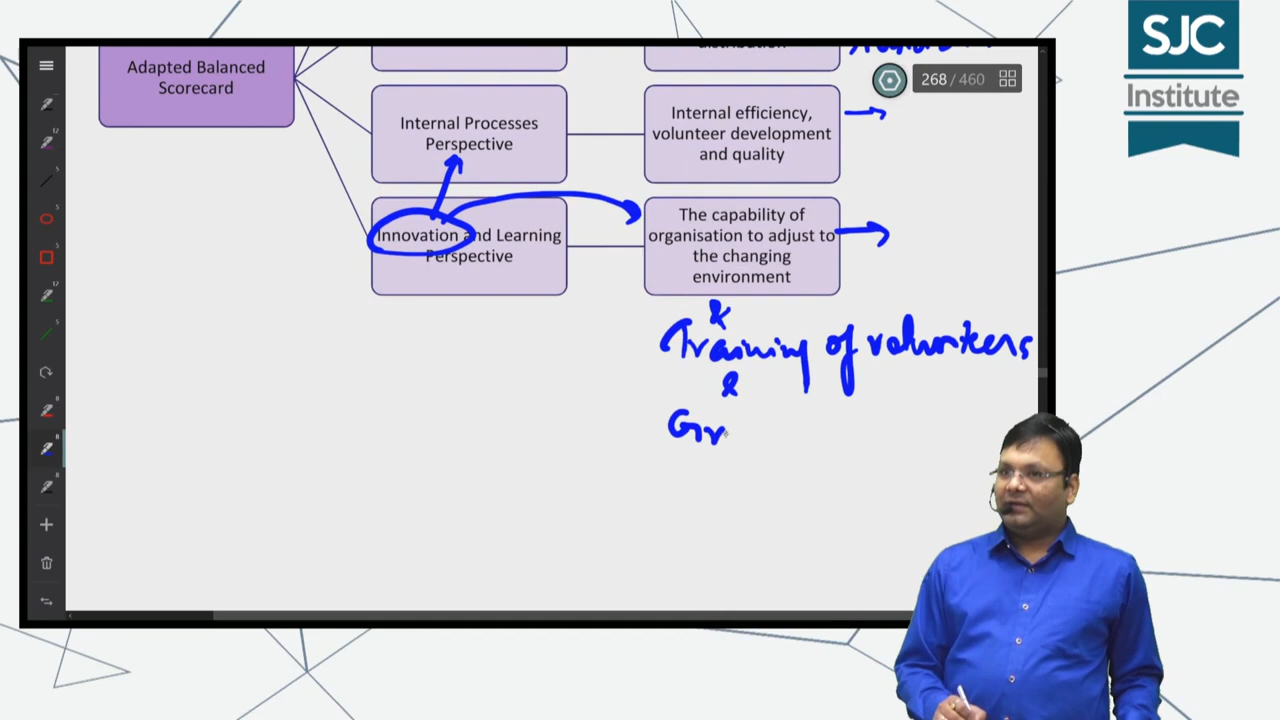 SJC
Institute
268 / 460
distribution
Adapted Balanced
Scorecard
Internal Processes
Perspective
Internal efficiency,
volunteer development
and quality
Innovation and Learning
Perspective
The capability of
organisation to adjust to
the changing
environment
&
Training of volunteers
&
Gr